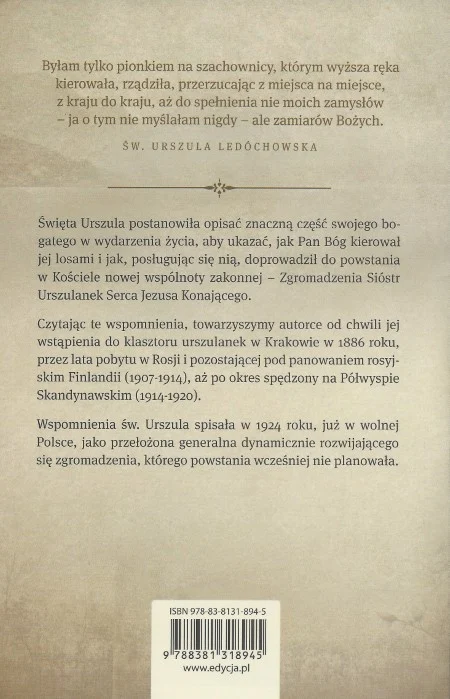 Byłam tylko pionkiem na szachownicy, którym wyższa ręka
kierowała, rządziła, przerzucając z miejsca na miejsce,
z kraju do kraju, aż do spełnienia nie moich zamysłów
– ja o tym nie myślałam nigdy – ale zamiarów Bożych.
ŚW. URSZULA LEDÓCHOWSKA
Święta Urszula postanowiła opisać znaczną część swojego bo-
gatego w wydarzenia życia, aby ukazać, jak Pan Bóg kierował
jej losami i jak, posługując się nią, doprowadził do powstania
w Kościele nowej wspólnoty zakonnej – Zgromadzenia Sióstr
Urszulanek Serca Jezusa Konającego.
Czytając te wspomnienia, towarzyszymy autorce od chwili jej
wstąpienia do klasztoru urszulanek w Krakowie w 1886 roku,
przez lata pobytu w Rosji i pozostającej pod panowaniem rosyj-
skim Finlandii (1907-1914), aż po okres spędzony na Półwyspie
Skandynawskim (1914-1920).
Wspomnienia św. Urszula spisała w 1924 roku, już w wolnej
Polsce, jako przełożona generalna dynamicznie rozwijającego
się zgromadzenia, którego powstania wcześniej nie planowała.
ISBN 978-83-8131-894-5
9 788381 318945
www.edycja.pl